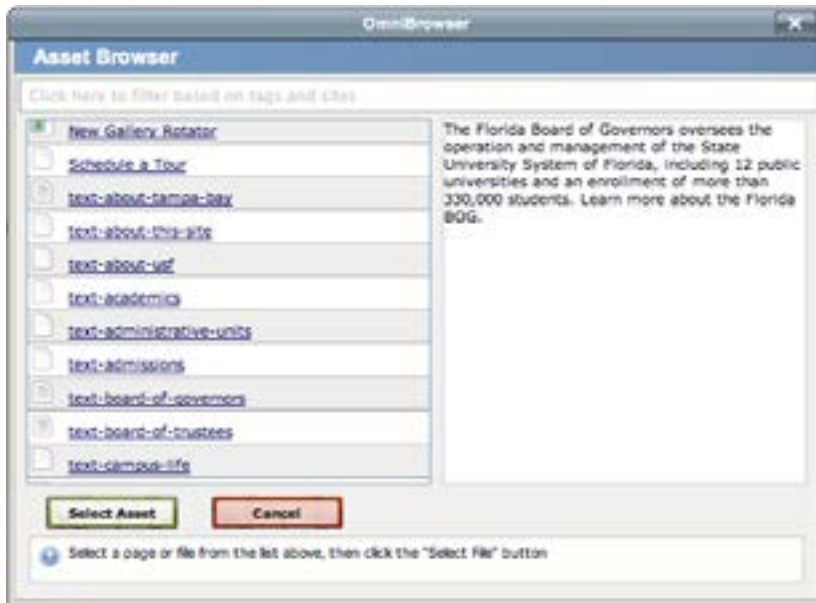 OmniBrowser
Asset Browser
Click here to filter based on tags and sites
New Gallery Rotator
Schedule a Tour
text-about-tampa-bay
text-about-this-site
text-about-usf
text-academics
text-administrative-units
text-admissions
text-board-of-governors
text-board-of-trustees
text-campus-life
The Florida Board of Governors oversees the
operation and management of the State
University System of Florida, including 12 public
universities and an enrollment of more than
330,000 students. Learn more about the Florida
BOG.
Select Asset
Cancel
Select a page or file from the list above, then click the "Select File" button